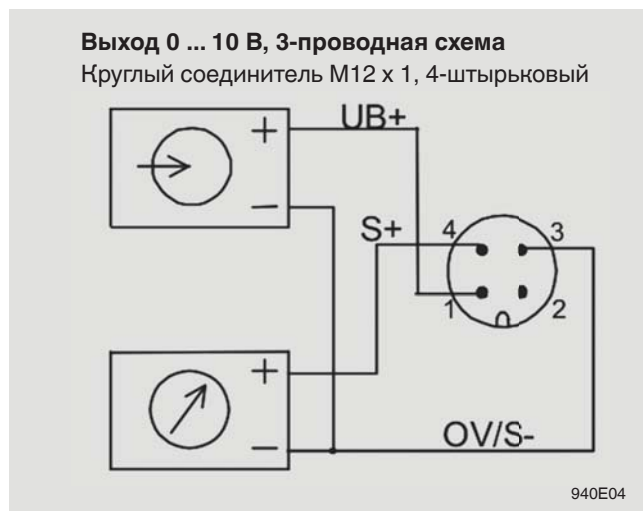 Выход 0 ... 10 В, 3-проводная схема
Круглый соединитель M12 x 1, 4-штырьковый
+
UB+
−
S+
4
3
1
2
+
−
OV/S-
940E04